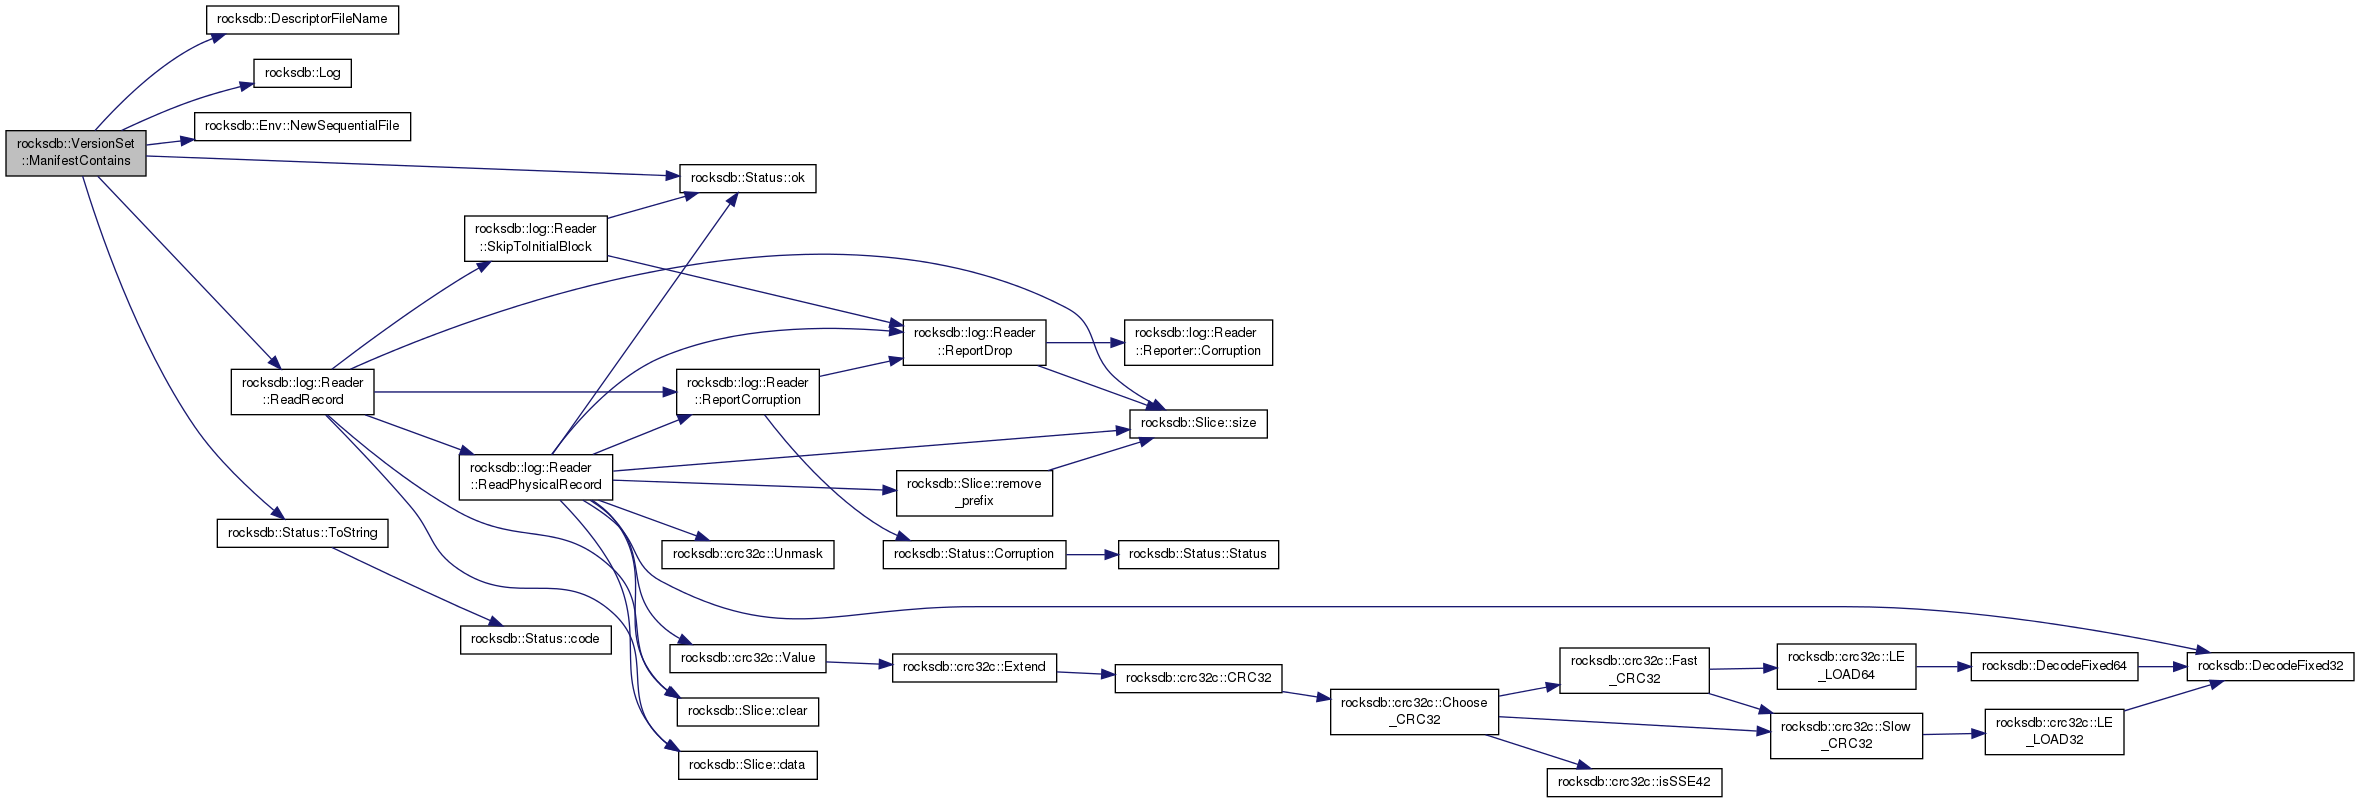 rocksdb::DescriptorFileName
rocksdb::Log
rocksdb::Env::NewSequentialFile
rocksdb::VersionSet
::ManifestContains
rocksdb::Status::ok
rocksdb::log::Reader
::SkipToInitialBlock
rocksdb::log::Reader
::ReportDrop
rocksdb::log::Reader
::Reporter::Corruption
rocksdb::log::Reader
::ReadRecord
rocksdb::log::Reader
::ReportCorruption
rocksdb::Slice::size
rocksdb::log::Reader
::ReadPhysicalRecord
rocksdb::Slice::remove
_prefix
rocksdb::Status::ToString
rocksdb::crc32c::Unmask
rocksdb::Status::Corruption
rocksdb::Status::Status
rocksdb::Status::code
rocksdb::crc32c::Value
rocksdb::crc32c::Extend
rocksdb::crc32c::CRC32
rocksdb::crc32c::Fast
_CRC32
rocksdb::crc32c::LE
_LOAD64
rocksdb::DecodeFixed64
rocksdb::DecodeFixed32
rocksdb::Slice::clear
rocksdb::crc32c::Choose
_CRC32
rocksdb::crc32c::Slow
_CRC32
rocksdb::crc32c::LE
_LOAD32
rocksdb::Slice::data
rocksdb::crc32c::isSSE42